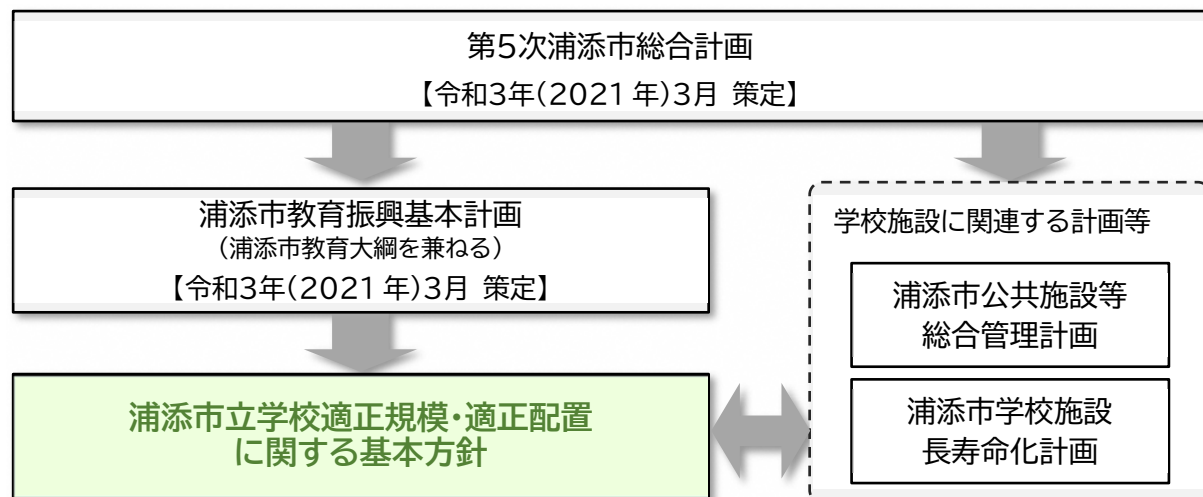 第5次浦添市総合計画
【令和3年(2021年)3月 策定】
浦添市教育振興基本計画
(浦添市教育大綱を兼ねる)
【令和3年(2021年)3月 策定】
浦添市立学校適正規模・適正配置
に関する基本方針
学校施設に関連する計画等
浦添市公共施設等
総合管理計画
浦添市学校施設
長寿命化計画